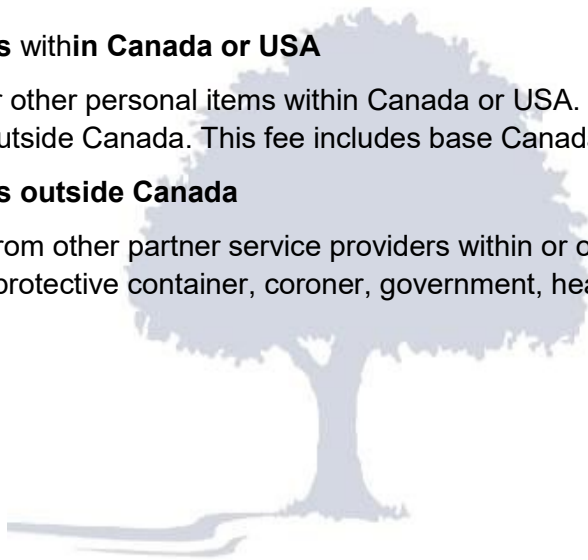 s within Canada or USA
r other personal items within Canada or USA.
utside Canada. This fee includes base Canad
s outside Canada
rom other partner service providers within or o
protective container, coroner, government, hea